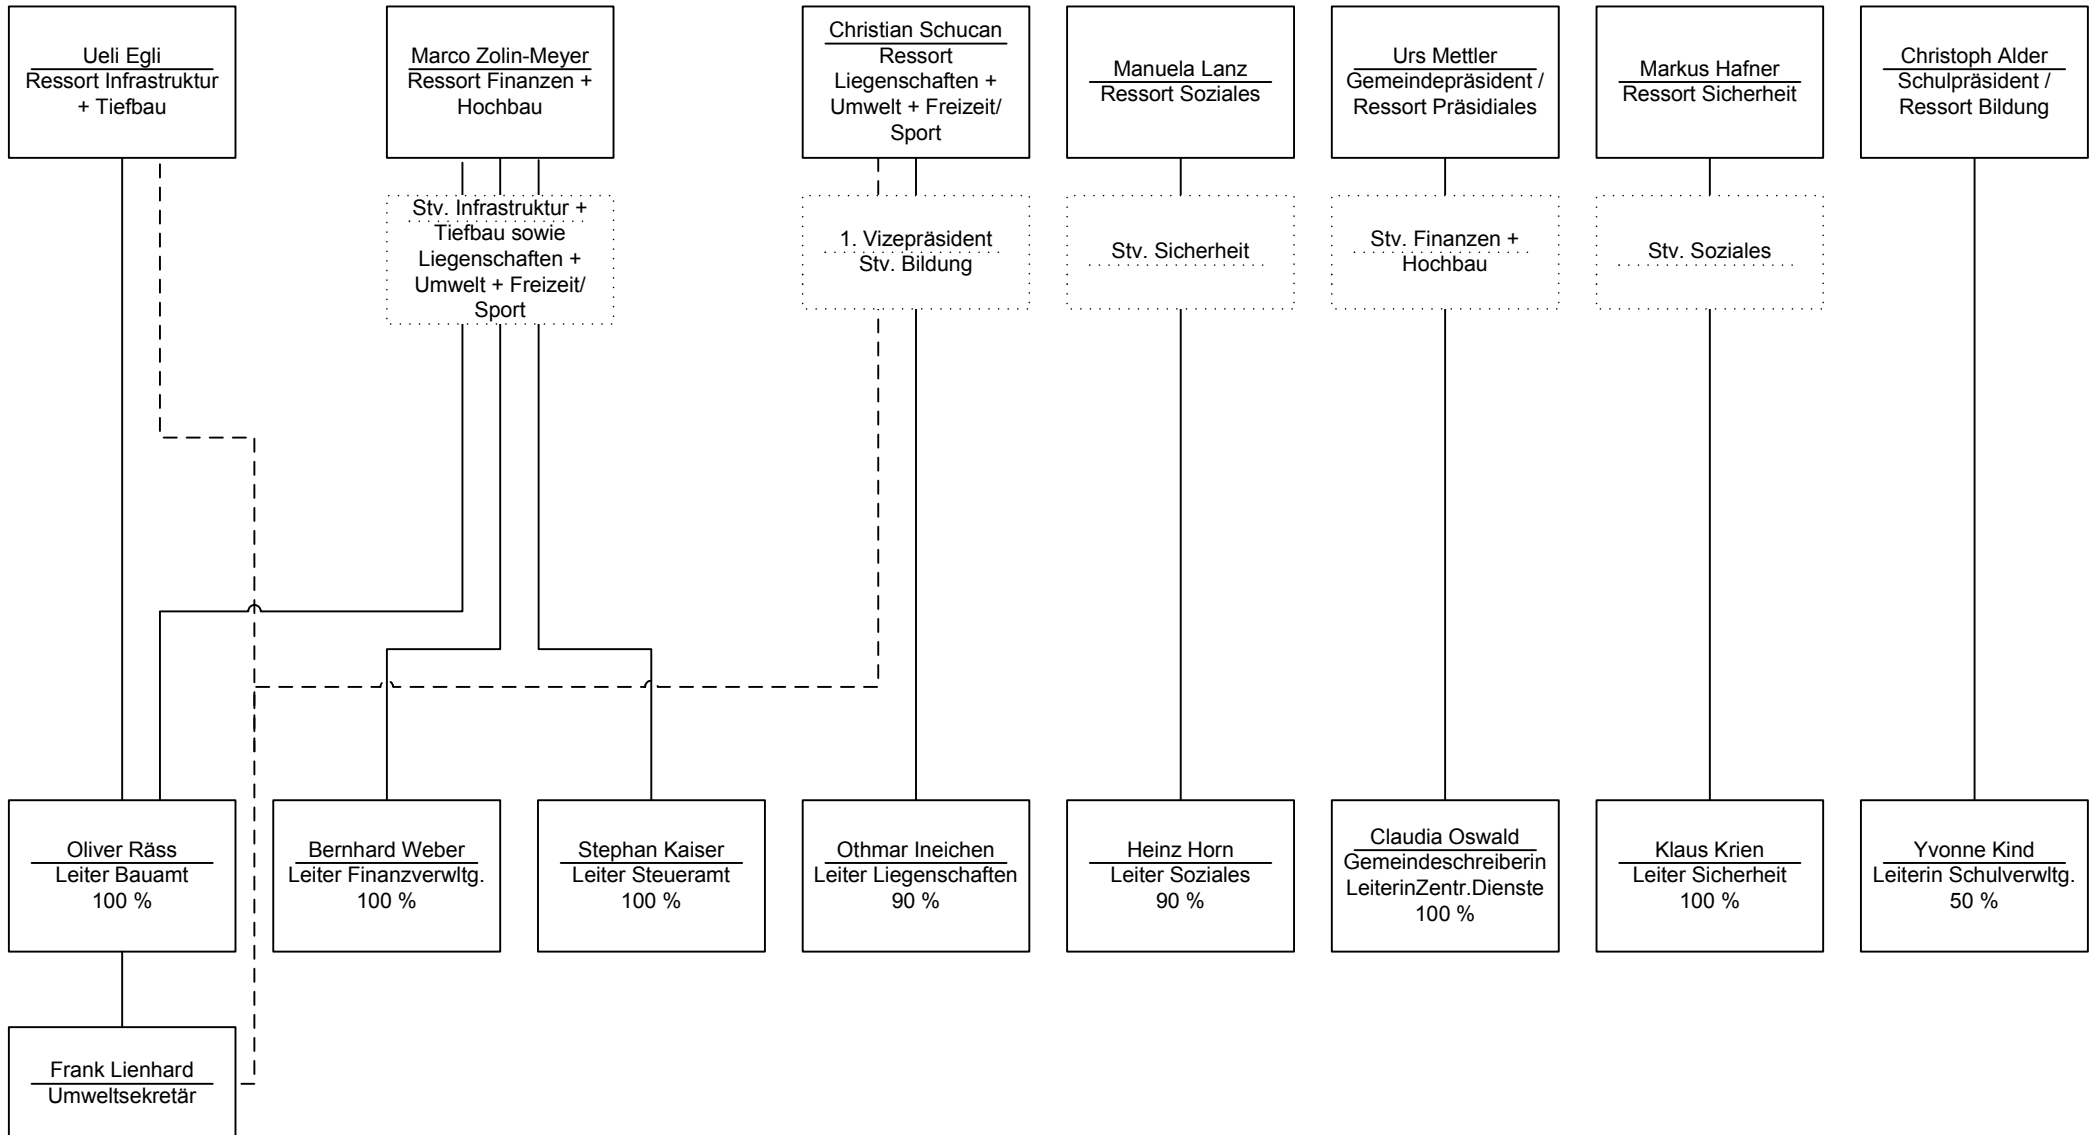 Ueli Egli
Ressort Infrastruktur
+ Tiefbau
Marco Zolin-Meyer
Ressort Finanzen +
Hochbau
Christian Schucan
Ressort
Liegenschaften +
Umwelt + Freizeit/
Sport
Manuela Lanz
Ressort Soziales
Urs Mettler
Gemeindepräsident /
Ressort Präsidiales
Markus Hafner
Ressort Sicherheit
Christoph Alder
Schulpräsident /
Ressort Bildung
Stv. Infrastruktur +
Tiefbau sowie
Liegenschaften +
Umwelt + Freizeit/
Sport
1. Vizepräsident
Stv. Bildung
Stv. Sicherheit
Stv. Finanzen +
Hochbau
Stv. Soziales
Oliver Räss
Leiter Bauamt
100 %
Bernhard Weber
Leiter Finanzverwltg.
100 %
Stephan Kaiser
Leiter Steueramt
100 %
Othmar Ineichen
Leiter Liegenschaften
90 %
Heinz Horn
Leiter Soziales
90 %
Claudia Oswald
Gemeindeschreiberin
LeiterinZentr.Dienste
100 %
Klaus Krien
Leiter Sicherheit
100 %
Yvonne Kind
Leiterin Schulverwltg.
50 %
Frank Lienhard
Umweltsekretär